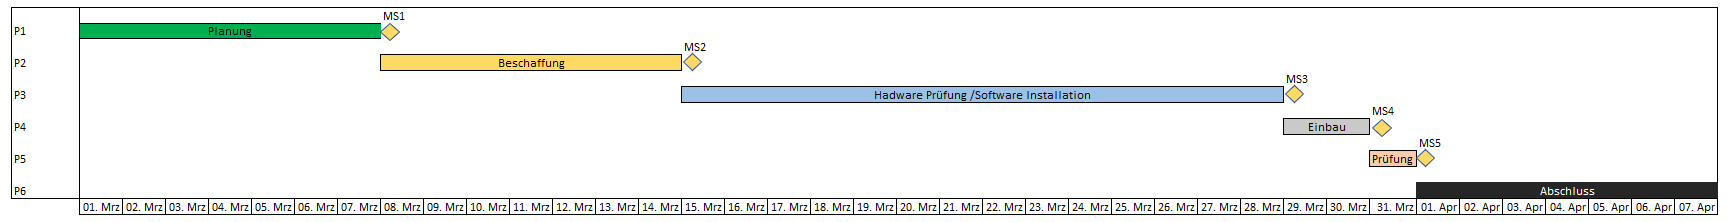 MS1
P1 Planung
MS2
P2 Beschaffung
MS3
P3 Hadware Prüfung /Software Installation
MS4
P4 Einbau
MS5
P5 Prüfung
P6 Abschluss
01. Mrz 02. Mrz 03. Mrz 04. Mrz 05. Mrz 06. Mrz 07. Mrz 08. Mrz 09. Mrz 10. Mrz 11. Mrz 12. Mrz 13. Mrz 14. Mrz 15. Mrz 16. Mrz 17. Mrz 18. Mrz 19. Mrz 20. Mrz 21. Mrz 22. Mrz 23. Mrz 24. Mrz 25. Mrz 26. Mrz 27. Mrz 28. Mrz 29. Mrz 30. Mrz 31. Mrz 01. Apr 02. Apr 03. Apr 04. Apr 05. Apr 06. Apr 07. Apr